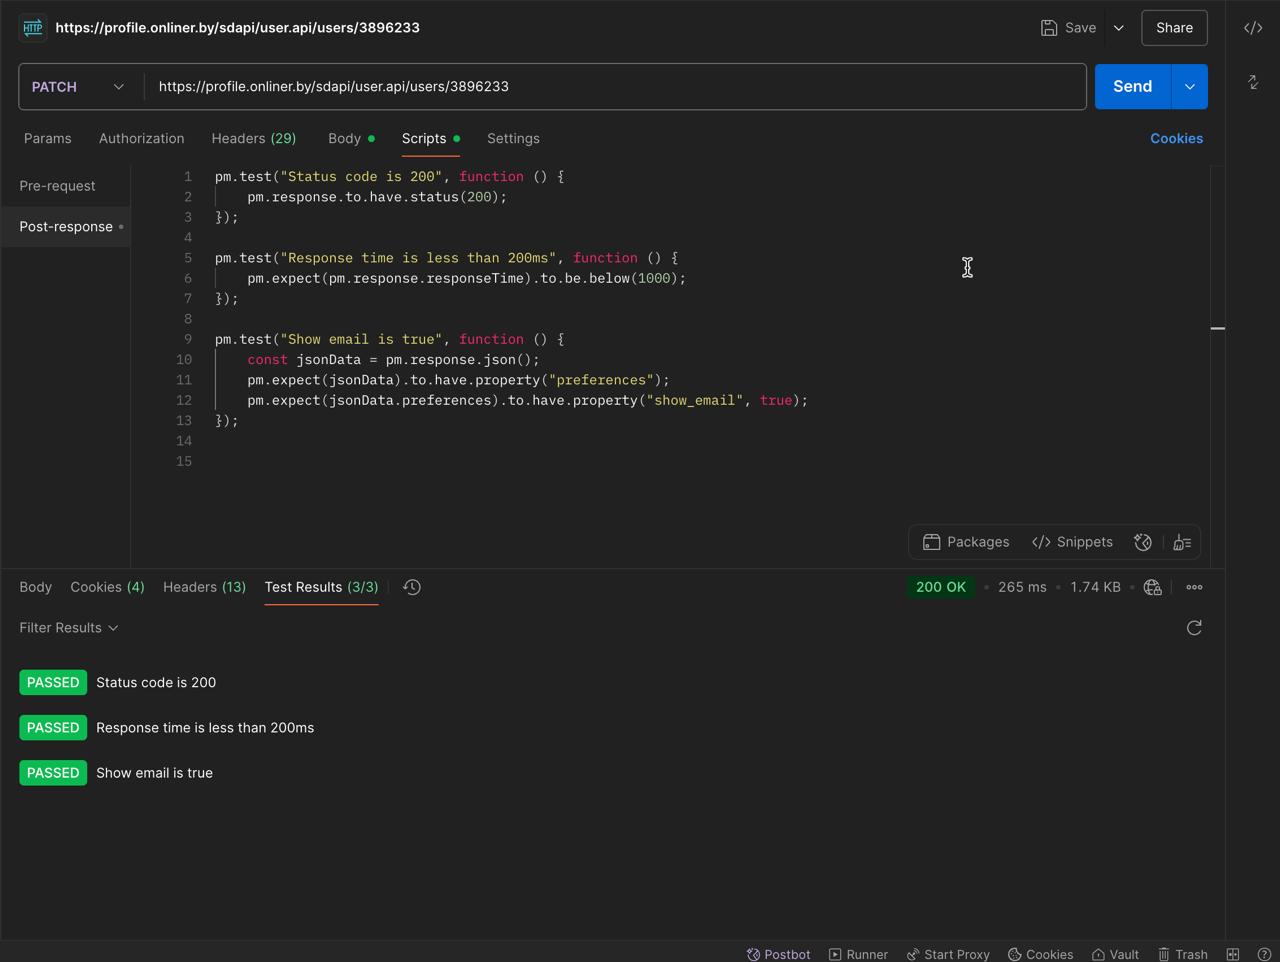 HTTP https://profile.onliner.by/sdapi/user.api/users/3896233 Save Share </>
PATCH https://profile.onliner.by/sdapi/user.api/users/3896233 Send
Params Authorization Headers (29) Body Scripts Settings Cookies
Pre-request
Post-response
1 pm.test("Status code is 200", function () {
2 pm.response.to.have.status(200);
3 });
4
5 pm.test("Response time is less than 200ms", function () {
6 pm.expect(pm.response.responseTime).to.be.below(1000);
7 });
8
9 pm.test("Show email is true", function () {
10 const jsonData = pm.response.json();
11 pm.expect(jsonData).to.have.property("preferences");
12 pm.expect(jsonData.preferences).to.have.property("show_email", true);
13 });
14
15
Packages </> Snippets
Body Cookies (4) Headers (13) Test Results (3/3) 200 OK • 265 ms • 1.74 KB •
Filter Results
PASSED Status code is 200
PASSED Response time is less than 200ms
PASSED Show email is true
Postbot Runner Start Proxy Cookies Vault Trash